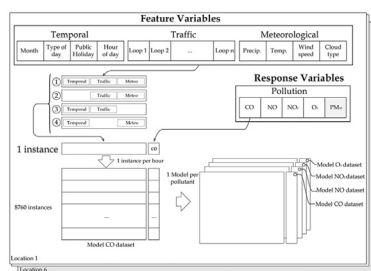 Feature Variables
Temporal Traffic Meteorological
Month Type of day Public Holiday Hour of day Loop 1 Loop 2 ... Loop n Precip. Temp. Wind speed Cloud type
1 Temporal Traffic Meteo
2 Traffic Meteo
3 Temporal Traffic
4 Temporal Meteo
Response Variables
Pollution
CO NO NO₂ O₃
1 instance CO
1 instance per hour
8760 instances
...
...
Model CO dataset
1 Model per pollutant
...
Model O₃ dataset
Model NO₂ dataset
Model NO dataset
Model CO dataset
Location 1
Location 6